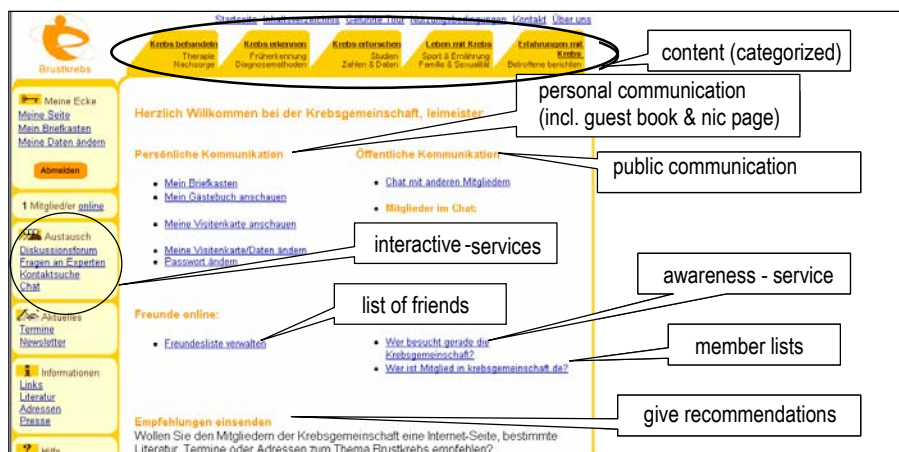 Startseite Inhaltsverzeichnis Geführte Tour Nutzungsbedingungen Kontakt Über uns
Brustkrebs
Krebs behandeln
Therapie
Nachsorge
Krebs erkennen
Früherkennung
Diagnosemethoden
Krebs erforschen
Studien
Zahlen & Daten
Leben mit Krebs
Sport & Ernährung
Familie & Sexualität
Erfahrungen mit
Krebs
Betroffene berichten
content (categorized)
personal communication
(incl. guest book & nic page)
public communication
Meine Ecke
Meine Seite
Mein Briefkasten
Meine Daten ändern
Abmelden
1 Mitglied/er online
Austausch
Diskussionsforum
Fragen an Experten
Kontaktsuche
Chat
Aktuelles
Termine
Newsletter
Informationen
Links
Literatur
Adressen
Presse
Hilfe
Herzlich Willkommen bei der Krebsgemeinschaft, leimeister
Persönliche Kommunikation
Mein Briefkasten
Mein Gästebuch anschauen
Meine Visitenkarte anschauen
Meine Visitenkarte/Daten ändern
Passwort ändern
Öffentliche Kommunikation
Chat mit anderen Mitgliedern
Mitglieder im Chat:
interactive-services
awareness - service
list of friends
member lists
give recommendations
Freunde online:
Freundesliste verwalten
Wer besucht gerade die
Krebsgemeinschaft?
Wer ist Mitglied in krebsgemeinschaft.de?
Empfehlungen einsenden
Wollen Sie den Mitgliedern der Krebsgemeinschaft eine Internet-Seite, bestimmte
Literatur, Termine oder Adressen zum Thema Brustkrebs empfehlen?